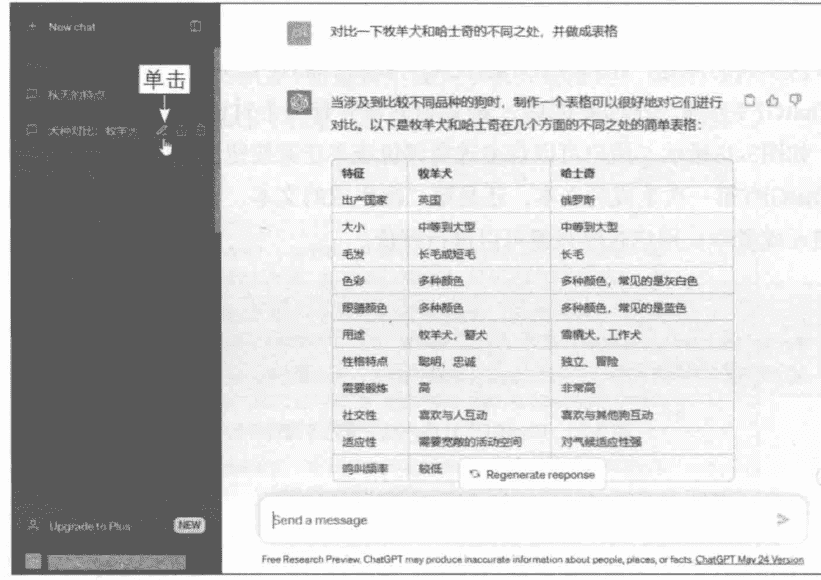 New chat
秋天的特点
单击
犬种对比：牧羊犬
Upgrade to Plus
NEW
对比一下牧羊犬和哈士奇的不同之处，并做成表格
当涉及到比较不同品种的狗时，制作一个表格可以很好地对它们进行
对比。以下是牧羊犬和哈士奇在几个方面的不同之处的简单表格：
特征 牧羊犬 哈士奇
出产国家 英国 俄罗斯
大小 中等到大型 中等到大型
毛发 长毛或短毛 长毛
色彩 多种颜色 多种颜色，常见的是灰白色
眼睛颜色 多种颜色 多种颜色，常见的是蓝色
用途 牧羊犬，警犬 雪橇犬，工作犬
性格特点 聪明、忠诚 独立、冒险
需要锻炼 高 非常高
社交性 喜欢与人互动 喜欢与其他狗互动
适应性 需要宽敞的活动空间 对气候适应性强
鸣叫频率 较低
Regenerate response
Send a message
Free Research Preview. ChatGPT may produce inaccurate information about people, places, or facts. ChatGPT May 24 Version